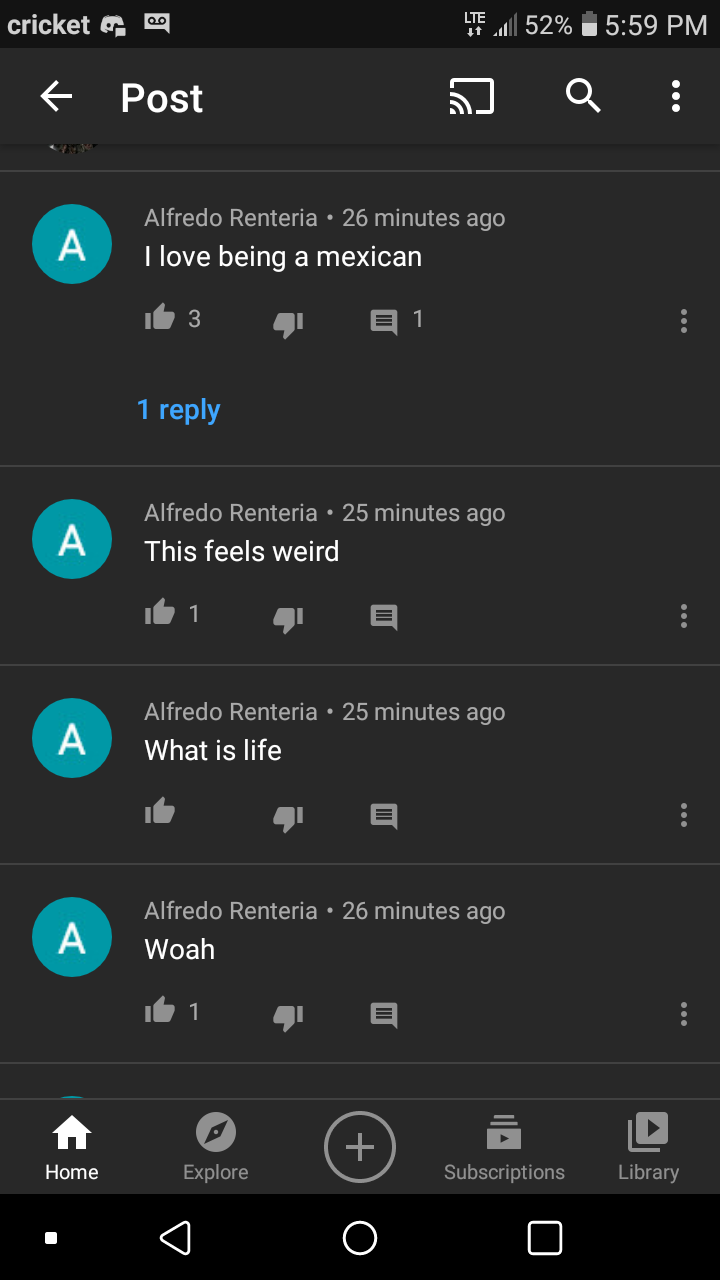 cricket LTE 52% 5:59 PM
Post
Alfredo Renteria • 26 minutes ago
A
I love being a mexican
3 1
1 reply
Alfredo Renteria • 25 minutes ago
A
This feels weird
1
Alfredo Renteria • 25 minutes ago
A
What is life
Alfredo Renteria • 26 minutes ago
A
Woah
1
Home Explore Subscriptions Library